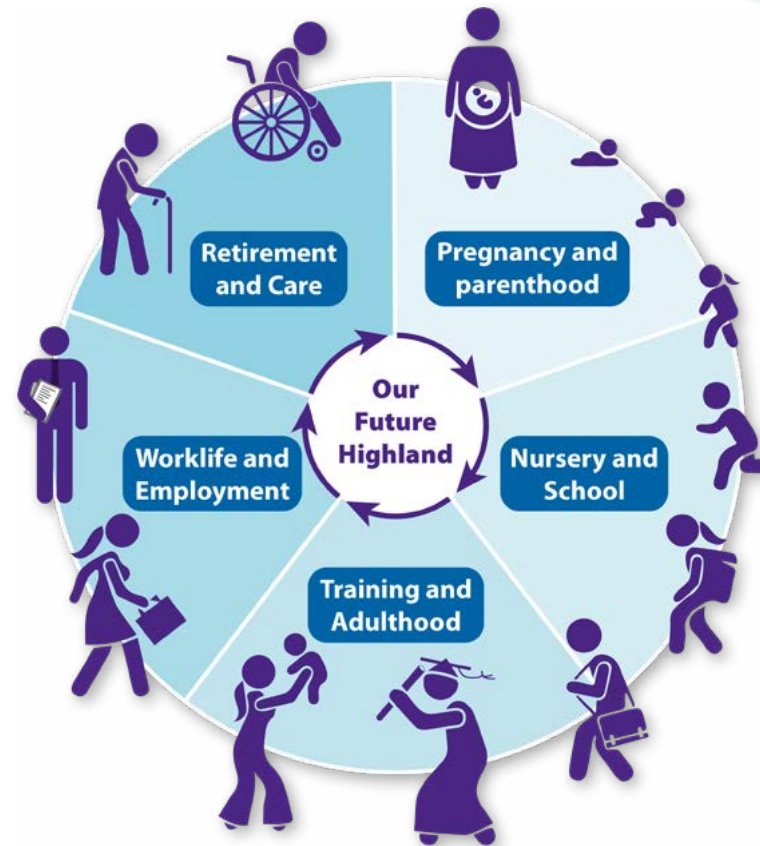 Our
Future
Highland
Pregnancy and
parenthood
Nursery and
School
Training and
Adulthood
Worklife and
Employment
Retirement
and Care